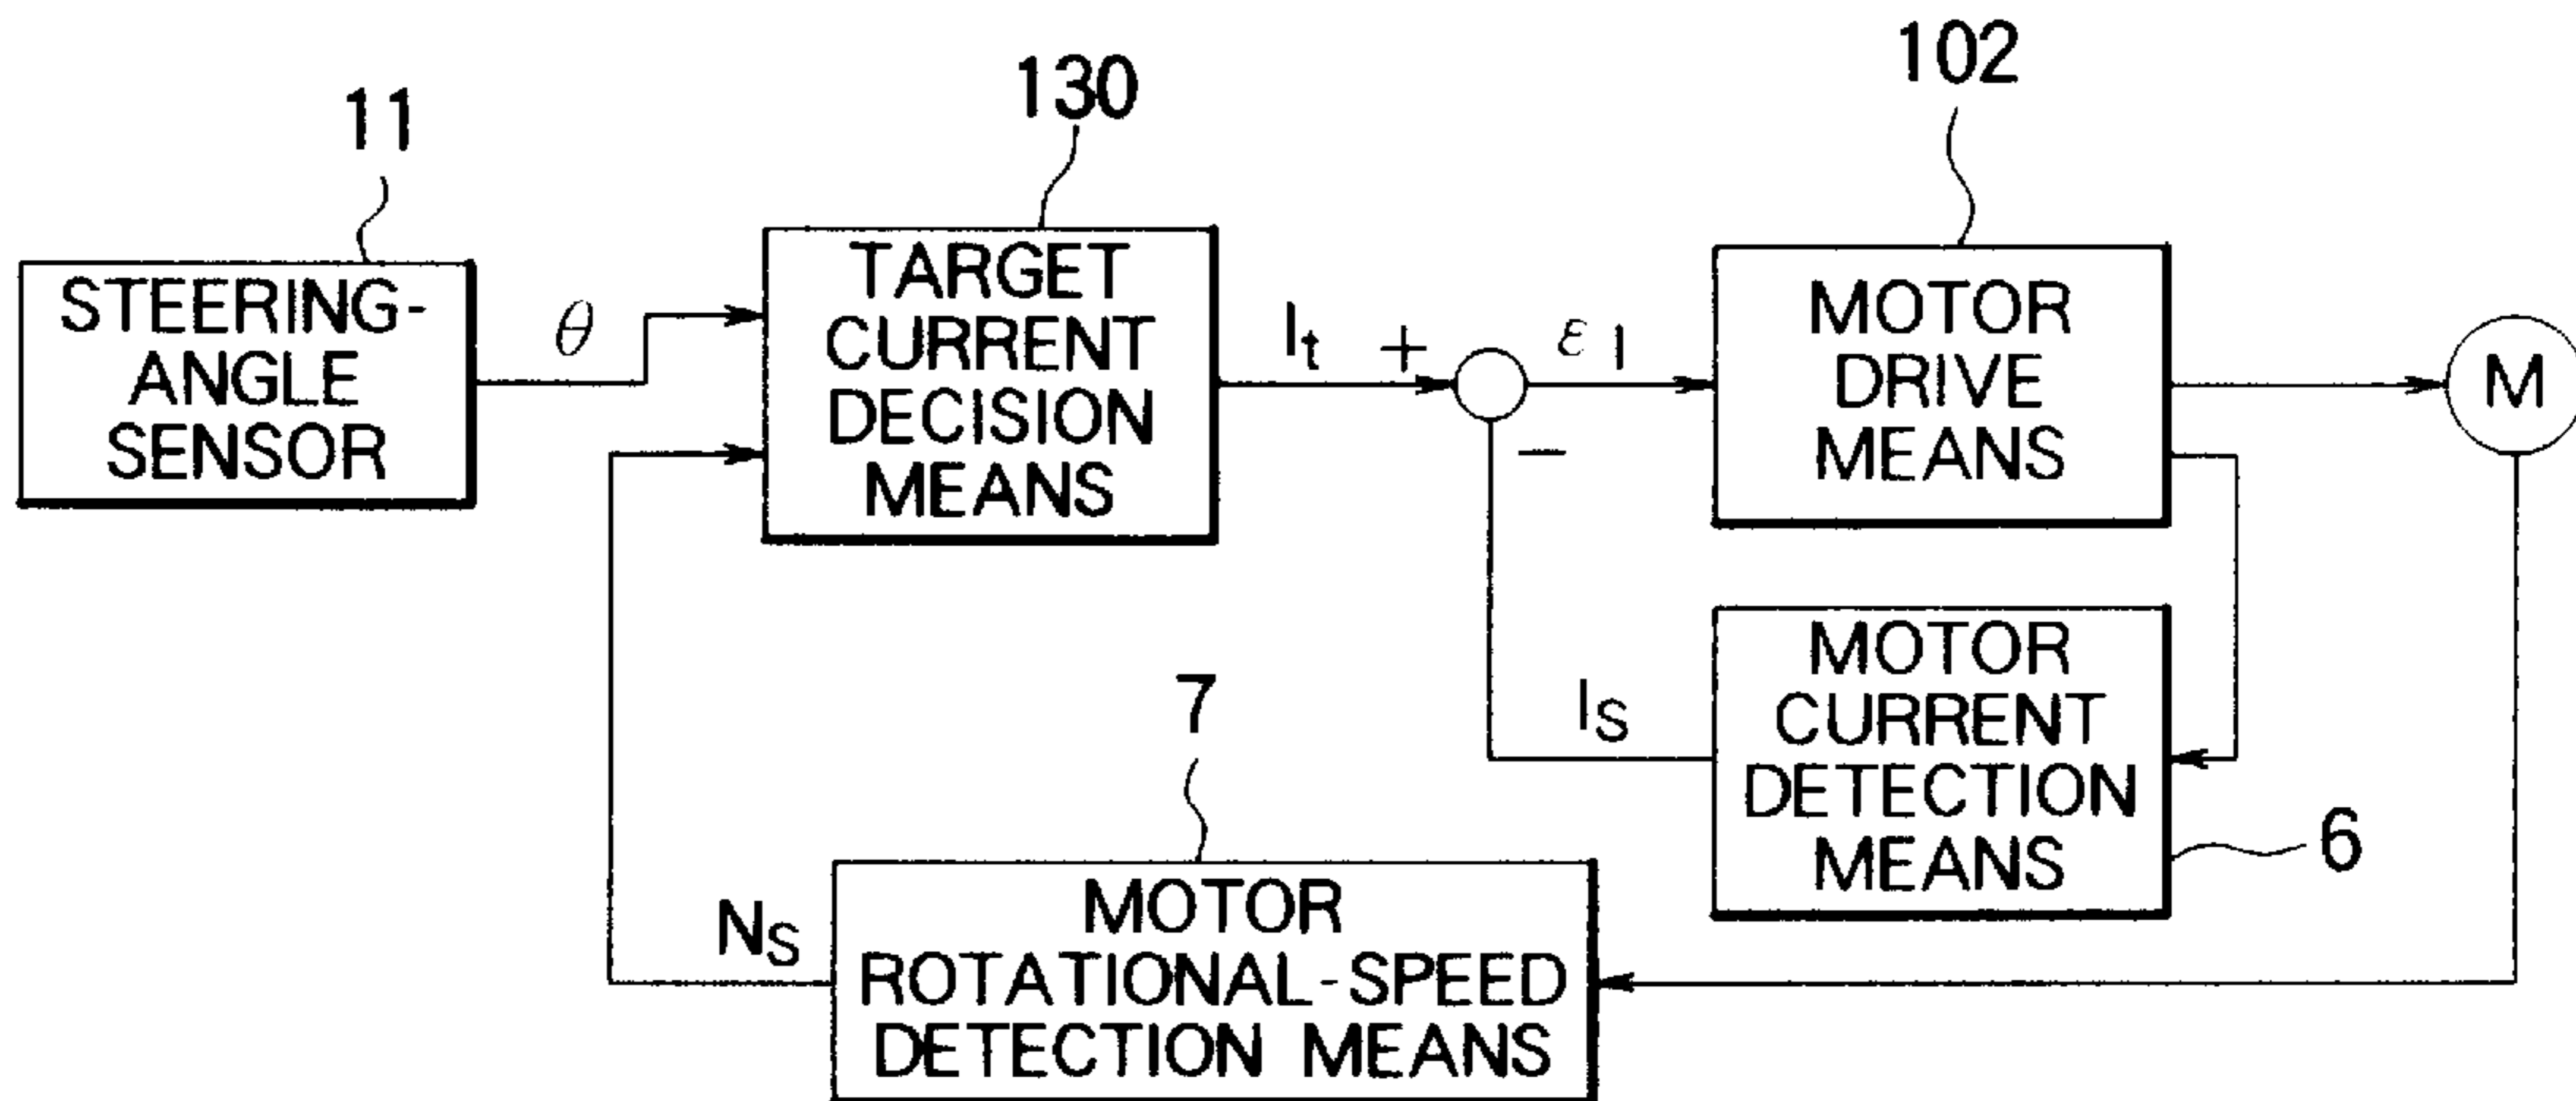 11
STEERING-
ANGLE
SENSOR
θ
130
TARGET
CURRENT
DECISION
MEANS
It
+
−
ε1
102
MOTOR
DRIVE
MEANS
M
MOTOR
CURRENT
DETECTION
MEANS
6
IS
7
MOTOR
ROTATIONAL-SPEED
DETECTION MEANS
NS